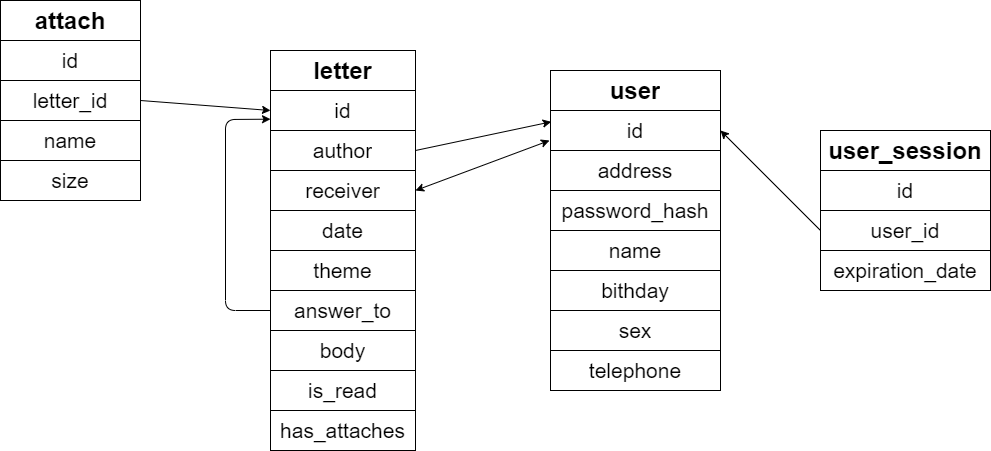 attach
id
letter_id
name
size
letter
id
author
receiver
date
theme
answer_to
body
is_read
has_attaches
user
id
address
password_hash
name
bithday
sex
telephone
user_session
id
user_id
expiration_date